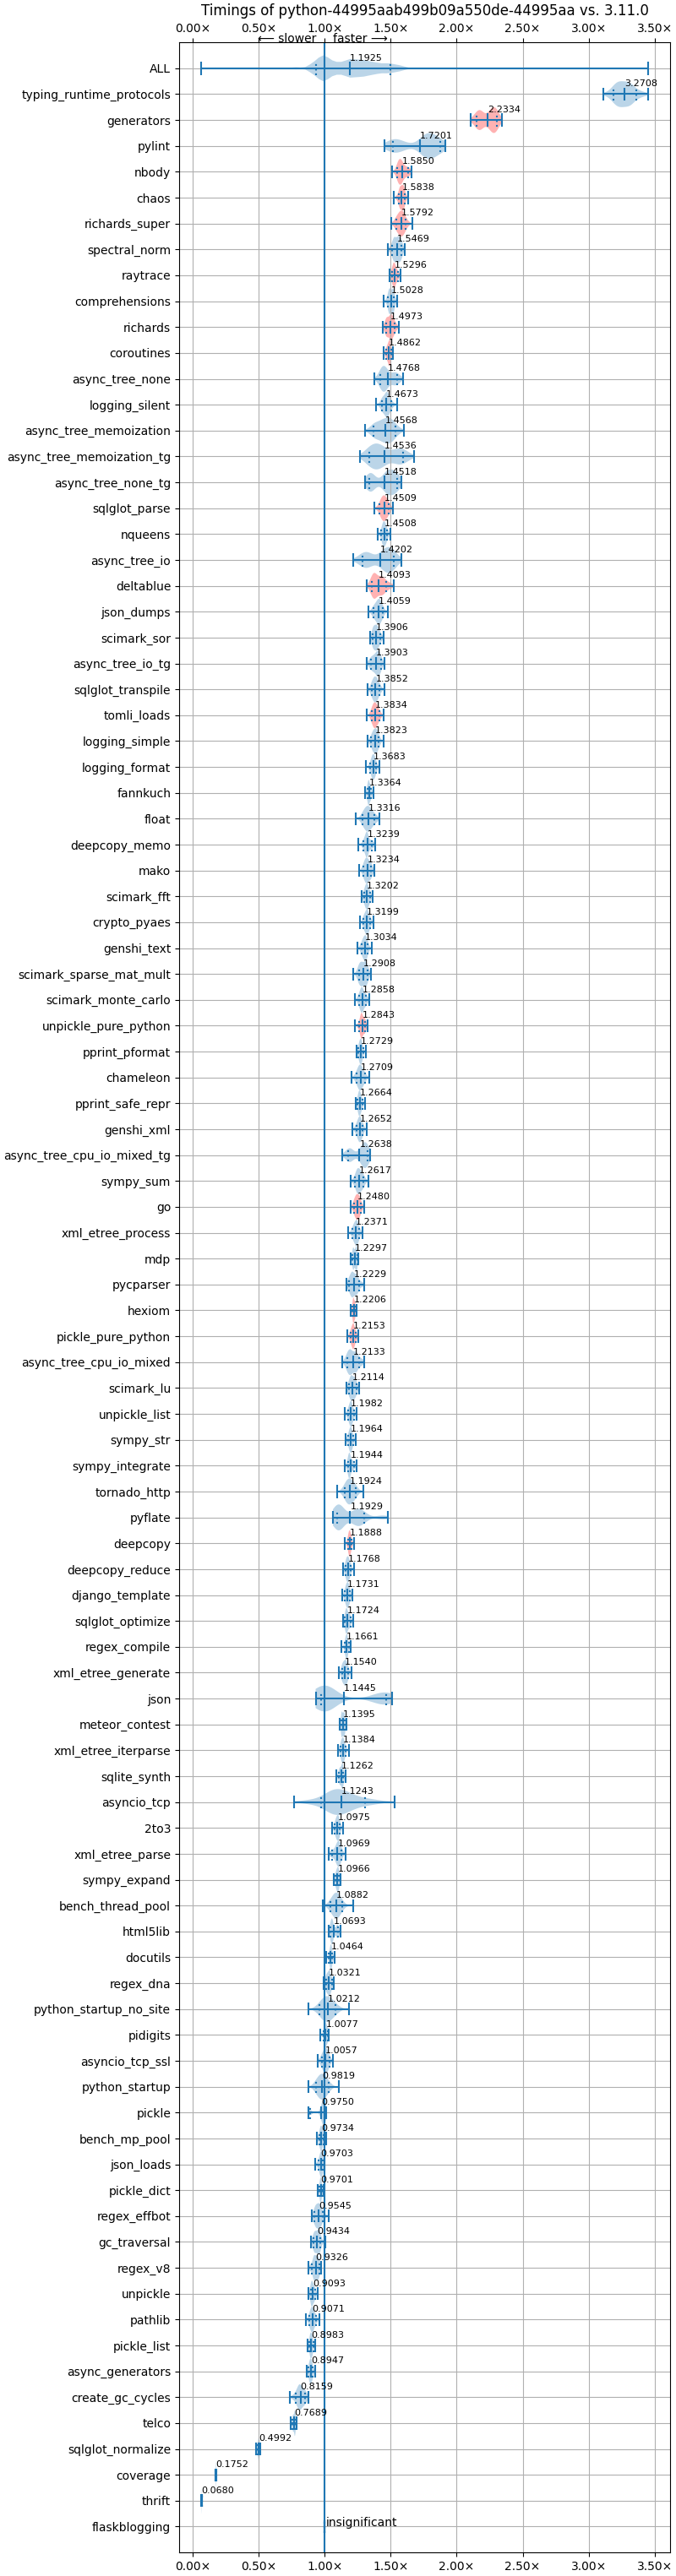 Timings of python-44995aab499b09a550de-44995aa vs. 3.11.0
0.00× 0.50× 1.00× 1.50× 2.00× 2.50× 3.00× 3.50×
⟵ slower faster ⟶
ALL 1.1925
typing_runtime_protocols 3.2708
generators 2.2334
pylint 1.7201
nbody 1.5850
chaos 1.5838
richards_super 1.5792
spectral_norm 1.5469
raytrace 1.5296
comprehensions 1.5028
richards 1.4973
coroutines 1.4862
async_tree_none 1.4768
logging_silent 1.4673
async_tree_memoization 1.4568
async_tree_memoization_tg 1.4536
async_tree_none_tg 1.4518
sqlglot_parse 1.4509
nqueens 1.4508
async_tree_io 1.4202
deltablue 1.4093
json_dumps 1.4059
scimark_sor 1.3906
async_tree_io_tg 1.3903
sqlglot_transpile 1.3852
tomli_loads 1.3834
logging_simple 1.3823
logging_format 1.3683
fannkuch 1.3364
float 1.3316
deepcopy_memo 1.3239
mako 1.3234
scimark_fft 1.3202
crypto_pyaes 1.3199
genshi_text 1.3034
scimark_sparse_mat_mult 1.2908
scimark_monte_carlo 1.2858
unpickle_pure_python 1.2843
pprint_pformat 1.2729
chameleon 1.2709
pprint_safe_repr 1.2664
genshi_xml 1.2652
async_tree_cpu_io_mixed_tg 1.2638
sympy_sum 1.2617
go 1.2480
xml_etree_process 1.2371
mdp 1.2297
pycparser 1.2229
hexiom 1.2206
pickle_pure_python 1.2153
async_tree_cpu_io_mixed 1.2133
scimark_lu 1.2114
unpickle_list 1.1982
sympy_str 1.1964
sympy_integrate 1.1944
tornado_http 1.1924
pyflate 1.1929
deepcopy 1.1888
deepcopy_reduce 1.1768
django_template 1.1731
sqlglot_optimize 1.1724
regex_compile 1.1661
xml_etree_generate 1.1540
json 1.1445
meteor_contest 1.1395
xml_etree_iterparse 1.1384
sqlite_synth 1.1262
asyncio_tcp 1.1243
2to3 1.0975
xml_etree_parse 1.0969
sympy_expand 1.0966
bench_thread_pool 1.0882
html5lib 1.0693
docutils 1.0464
regex_dna 1.0321
python_startup_no_site 1.0212
pidigits 1.0077
asyncio_tcp_ssl 1.0057
python_startup 0.9819
pickle 0.9750
bench_mp_pool 0.9734
json_loads 0.9703
pickle_dict 0.9701
regex_effbot 0.9545
gc_traversal 0.9434
regex_v8 0.9326
unpickle 0.9093
pathlib 0.9071
pickle_list 0.8983
async_generators 0.8947
create_gc_cycles 0.8159
telco 0.7689
sqlglot_normalize 0.4992
coverage 0.1752
thrift 0.0680
flaskblogging insignificant
0.00× 0.50× 1.00× 1.50× 2.00× 2.50× 3.00× 3.50×